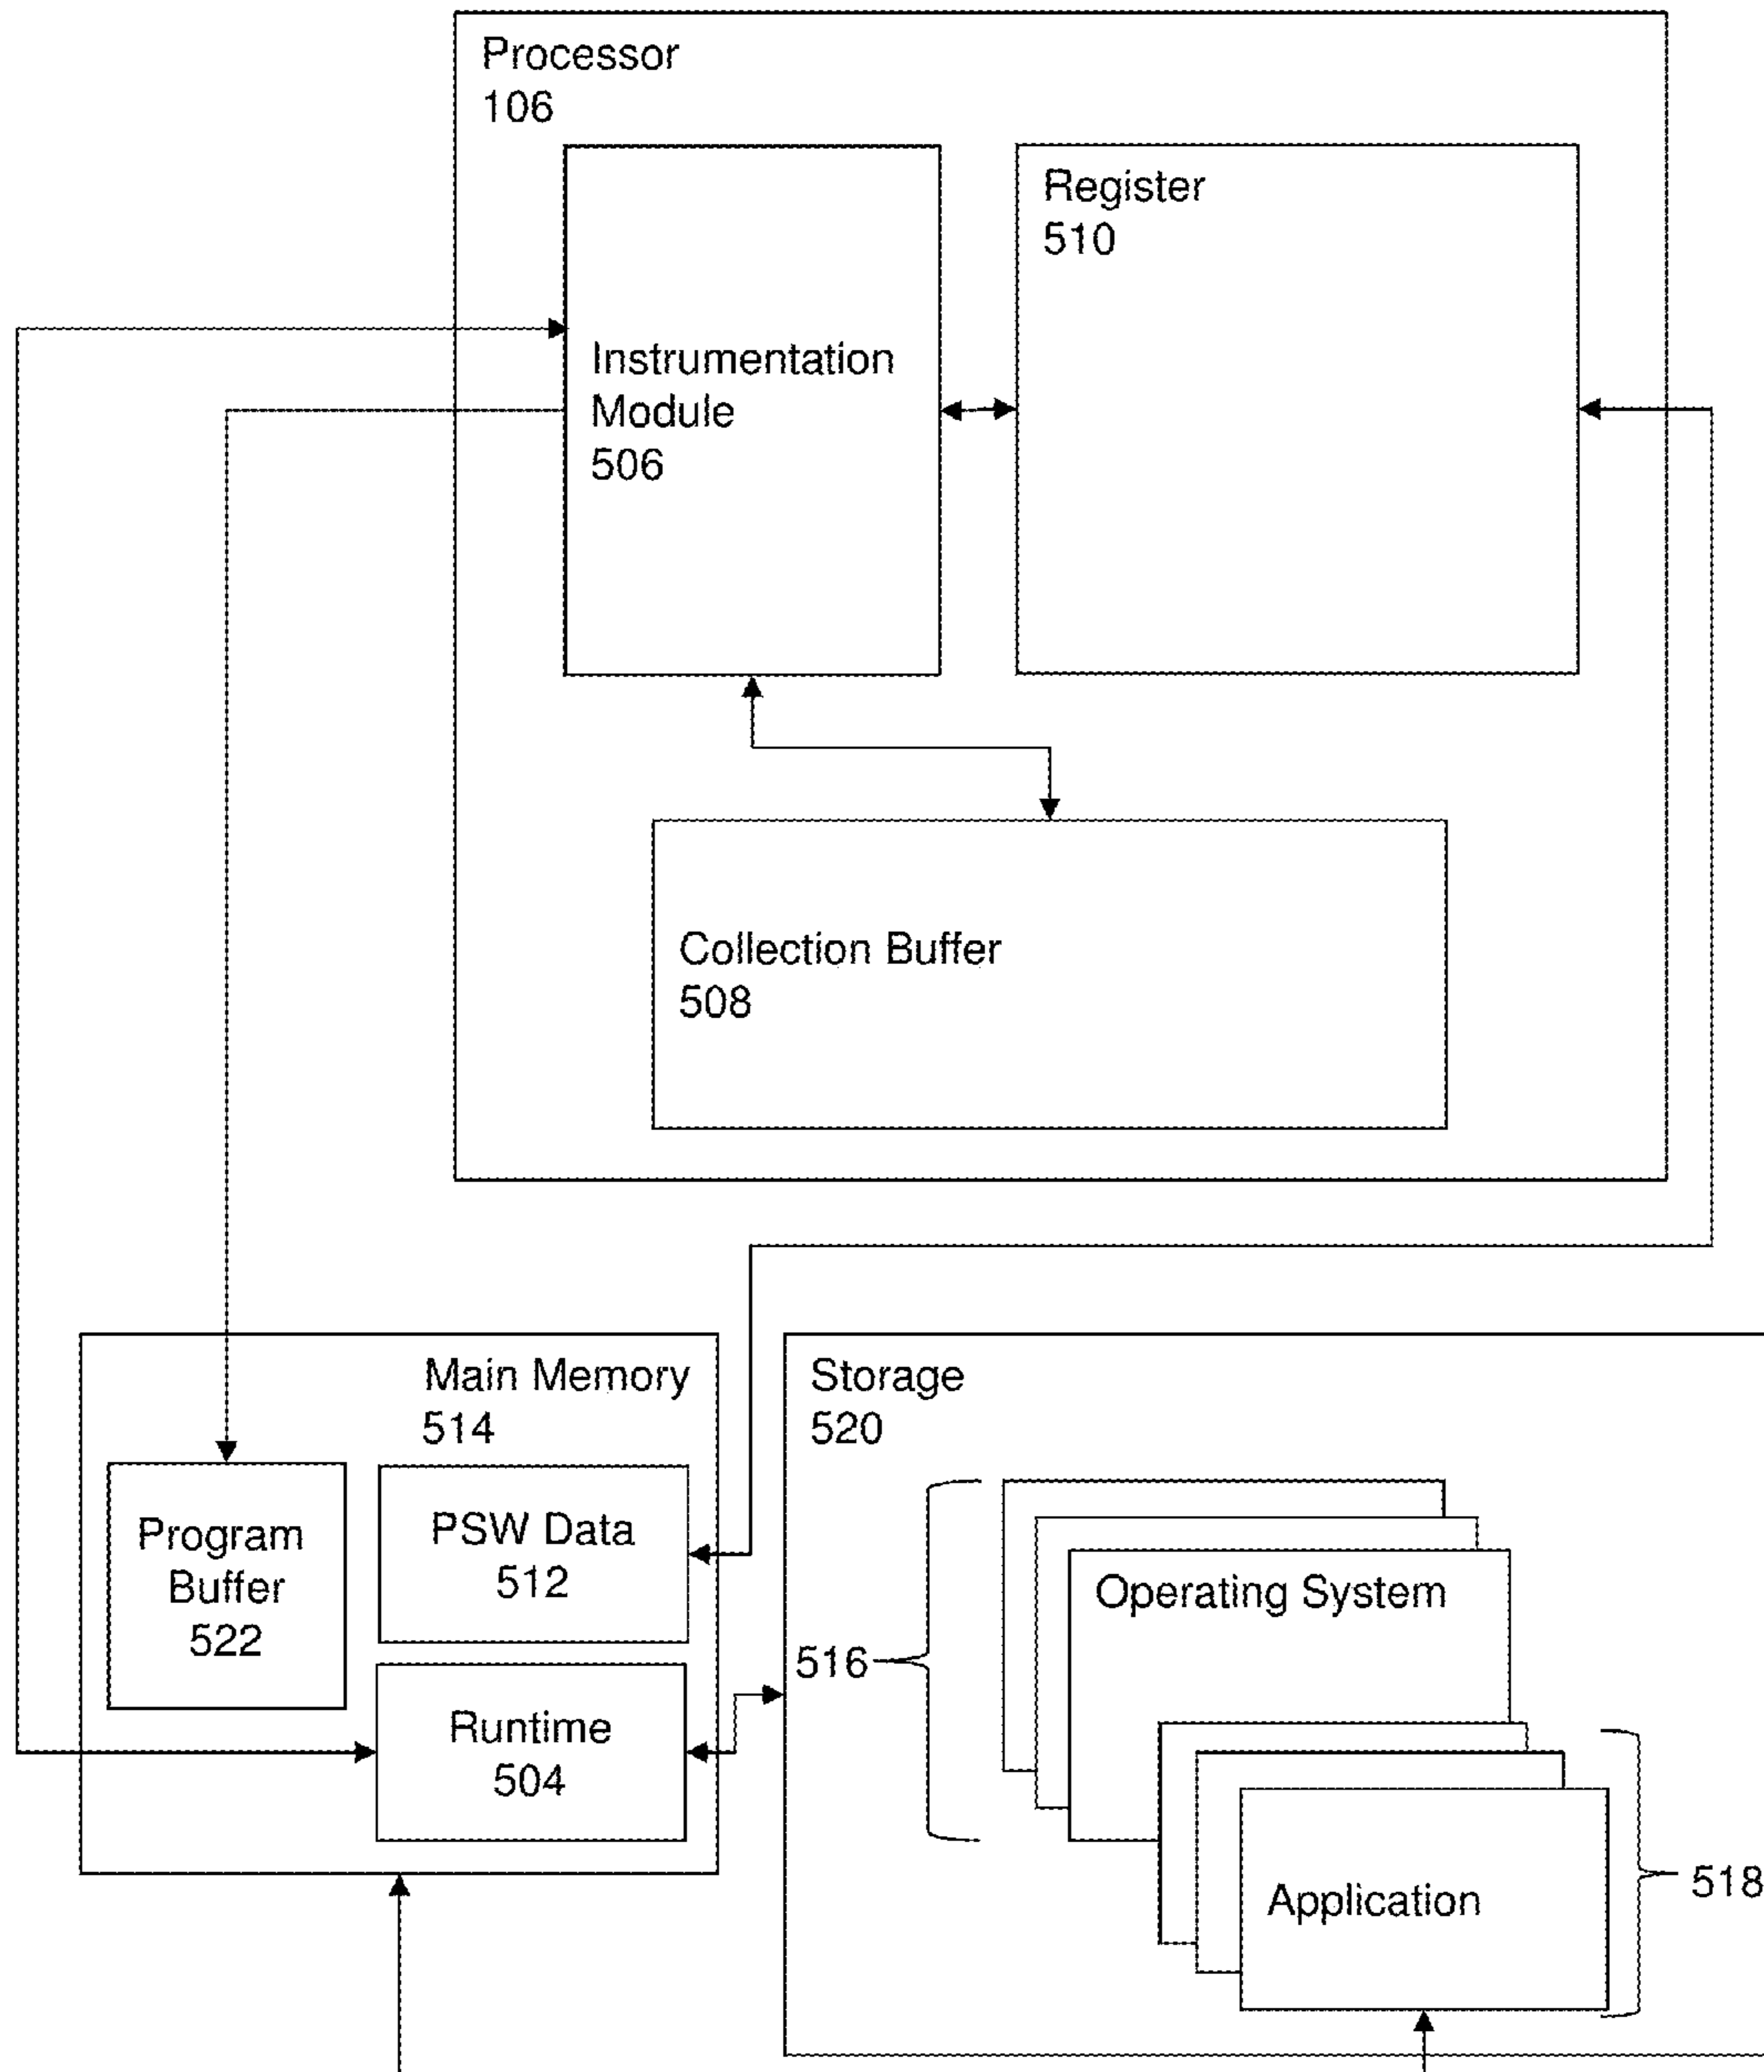 Processor
106
Register
510
Instrumentation
Module
506
Collection Buffer
508
Main Memory
514
Program
Buffer
522
PSW Data
512
Runtime
504
Storage
520
Operating System
516
Application
518